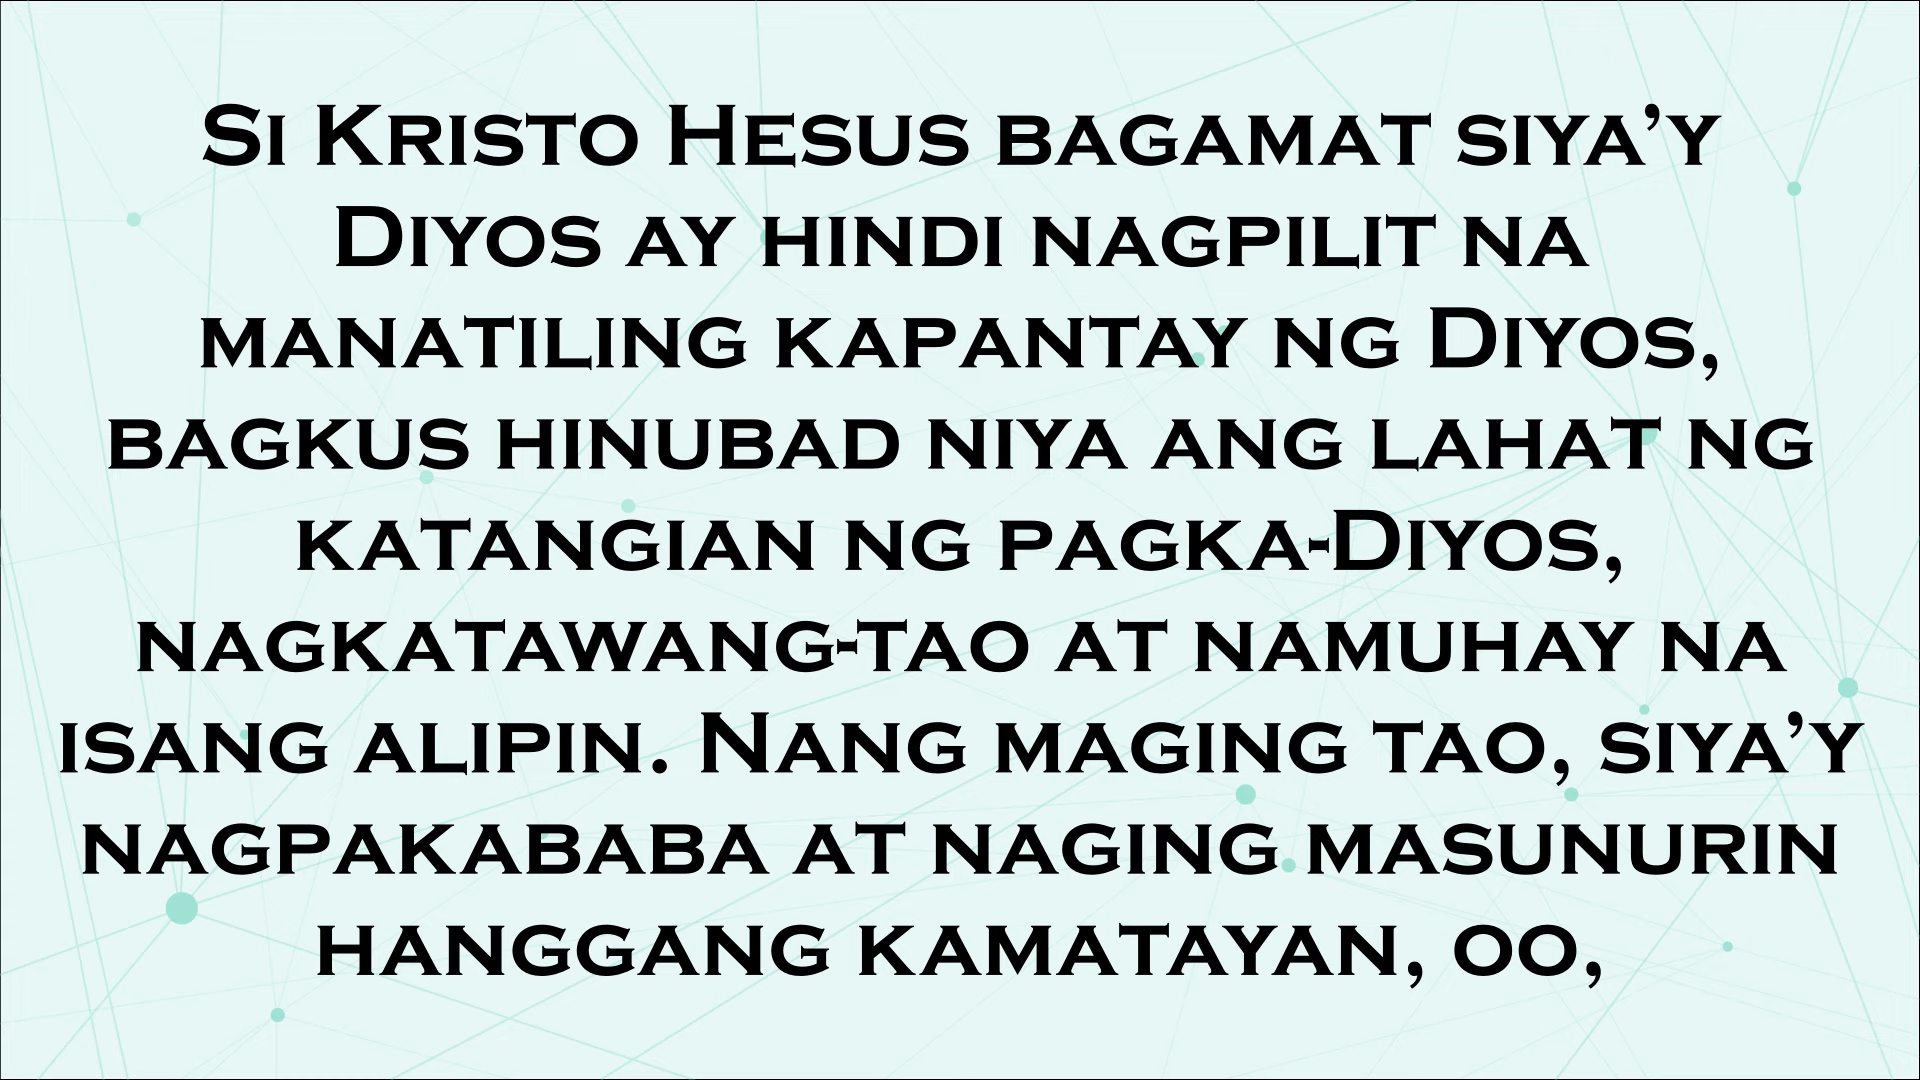 Si Kristo Hesus bagamat siya’y
Diyos ay hindi nagpilit na
manatiling kapantay ng Diyos,
bagkus hinubad niya ang lahat ng
katangian ng pagka-Diyos,
nagkatawang-tao at namuhay na
isang alipin. Nang maging tao, siya’y
nagpakababa at naging masunurin
hanggang kamatayan, oo,